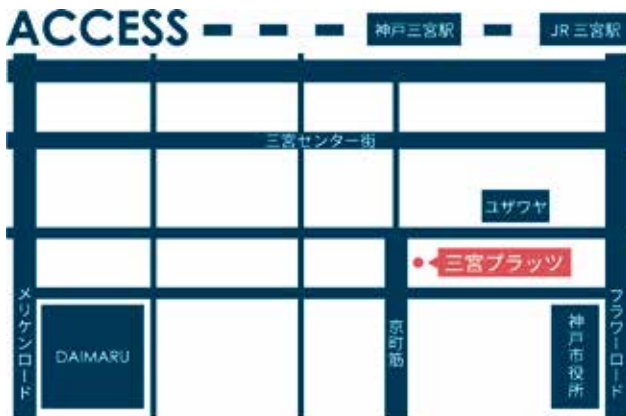 ACCESS
神戸三宮駅
JR三宮駅
三宮センター街
ユザワヤ
三宮プラッツ
メリケンロード
DAIMARU
京町筋
神戸市役所
フラワーロード